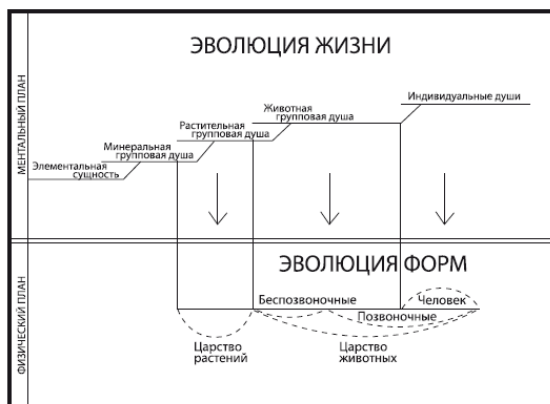 ЭВОЛЮЦИЯ ЖИЗНИ
МЕНТАЛЬНЫЙ ПЛАН
Индивидуальные души
Животная
групповая душа
Растительная
групповая душа
Минеральная
групповая душа
Элементальная
сущность
ЭВОЛЮЦИЯ ФОРМ
ФИЗИЧЕСКИЙ ПЛАН
Беспозвоночные
Человек
Позвоночные
Царство
растений
Царство
животных